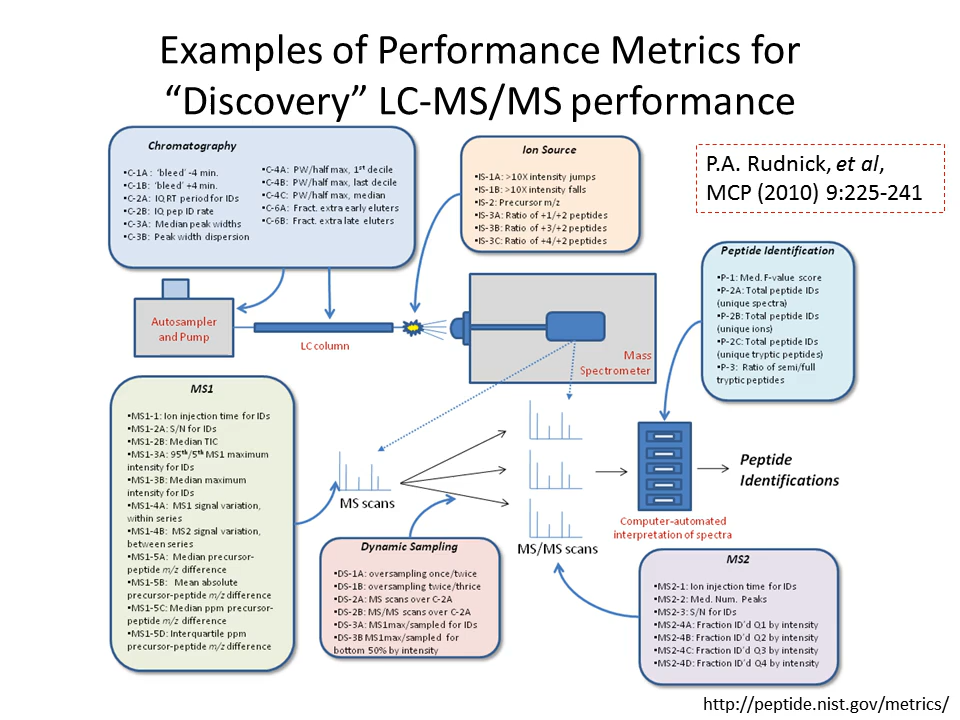 Examples of Performance Metrics for
“Discovery” LC-MS/MS performance
P.A. Rudnick, et al,
MCP (2010) 9:225-241
Chromatography
•C-1A : ‘bleed’ -4 min.
•C-1B: ‘bleed’ +4 min.
•C-2A: IQ RT period for IDs
•C-2B: IQ pep ID rate
•C-3A: Median peak widths
•C-3B: Peak width dispersion
•C-4A: PW/half max, 1st decile
•C-4B: PW/half max, last decile
•C-4C: PW/half max, median
•C-6A: Fract. extra early eluters
•C-6B: Fract. extra late eluters
Ion Source
•IS-1A: >10X intensity jumps
•IS-1B: >10X intensity falls
•IS-2: Precursor m/z
•IS-3A: Ratio of +1/+2 peptides
•IS-3B: Ratio of +3/+2 peptides
•IS-3C: Ratio of +4/+2 peptides
Peptide Identification
•P-1: Med. F-value score
•P-2A: Total peptide IDs
(unique spectra)
•P-2B: Total peptide IDs
(unique ions)
•P-2C: Total peptide IDs
(unique tryptic peptides)
•P-3: Ratio of semi/full
tryptic peptides
Autosampler
and Pump
LC column
Mass
Spectrometer
MS1
•MS1-1: Ion injection time for IDs
•MS1-2A: S/N for IDs
•MS1-2B: Median TIC
•MS1-3A: 95th/5th MS1 maximum
intensity for IDs
•MS1-3B: Median maximum
intensity for IDs
•MS1-4A: MS1 signal variation,
within series
•MS1-4B: MS2 signal variation,
between series
•MS1-5A: Median precursor-
peptide m/z difference
•MS1-5B: Mean absolute
precursor-peptide m/z difference
•MS1-5C: Median ppm precursor-
peptide m/z difference
•MS1-5D: Interquartile ppm
precursor-peptide m/z difference
MS scans
MS/MS scans
Computer-automated
interpretation of spectra
Peptide
Identifications
Dynamic Sampling
•DS-1A: oversampling once/twice
•DS-1B: oversampling twice/thrice
•DS-2A: MS scans over C-2A
•DS-2B: MS/MS scans over C-2A
•DS-3A: MS1max/sampled for IDs
•DS-3B MS1max/sampled for
bottom 50% by intensity
MS2
•MS2-1: Ion injection time for IDs
•MS2-2: Med. Num. Peaks
•MS2-3: S/N for IDs
•MS2-4A: Fraction ID’d Q1 by intensity
•MS2-4B: Fraction ID’d Q2 by intensity
•MS2-4C: Fraction ID’d Q3 by intensity
•MS2-4D: Fraction ID’d Q4 by intensity
http://peptide.nist.gov/metrics/